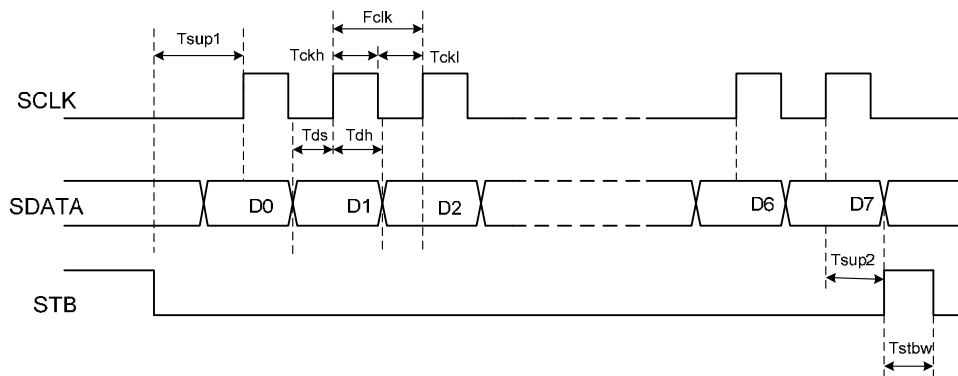 Fclk
Tsup1
Tckh
Tckl
SCLK
Tds
Tdh
SDATA
D0
D1
D2
D6
D7
Tsup2
STB
Tstbw